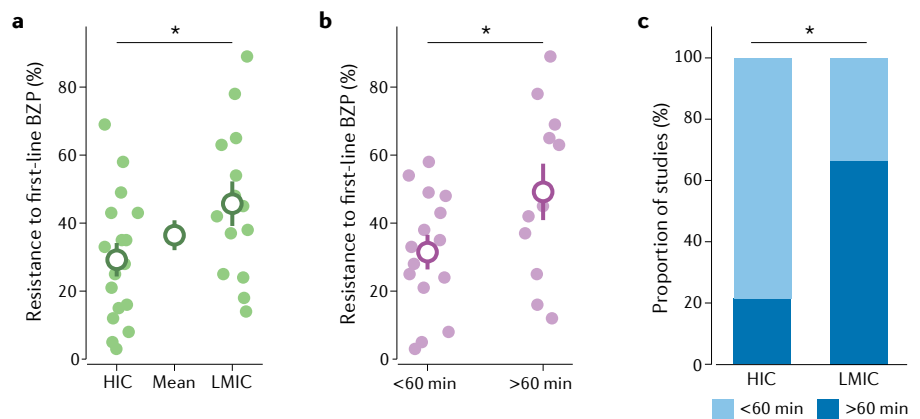 a
*
Resistance to first-line BZP (%)
80
60
40
20
0
HIC Mean LMIC
b
*
Resistance to first-line BZP (%)
80
60
40
20
0
<60 min >60 min
c
*
Proportion of studies (%)
100
80
60
40
20
0
HIC LMIC
<60 min >60 min